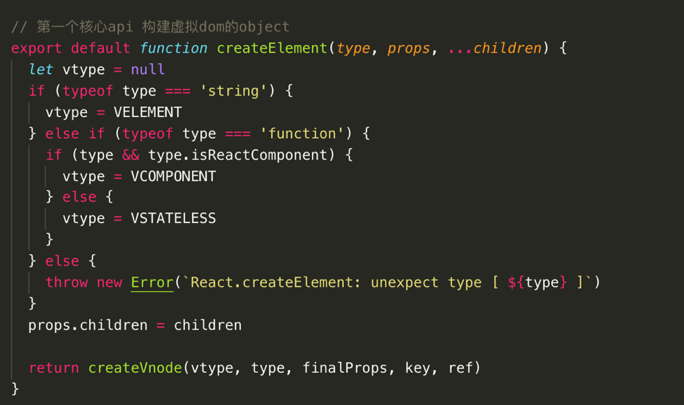 // 第一个核心api 构建虚拟dom的object
export default function createElement(type, props, ...children) {
  let vtype = null
  if (typeof type === 'string') {
    vtype = VELEMENT
  } else if (typeof type === 'function') {
    if (type && type.isReactComponent) {
      vtype = VCOMPONENT
    } else {
      vtype = VSTATELESS
    }
  } else {
    throw new Error(`React.createElement: unexpect type [ ${type} ]`)
  }
  props.children = children

  return createVnode(vtype, type, finalProps, key, ref)
}